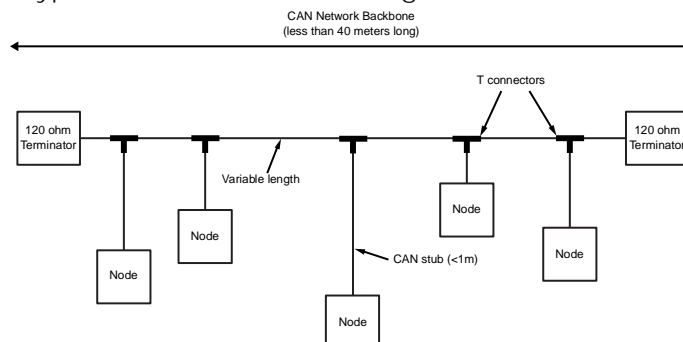 CAN Network Backbone
(less than 40 meters long)
T connectors
120 ohm
Terminator
120 ohm
Terminator
Variable length
Node
Node
Node
Node
CAN stub (<1m)
Node